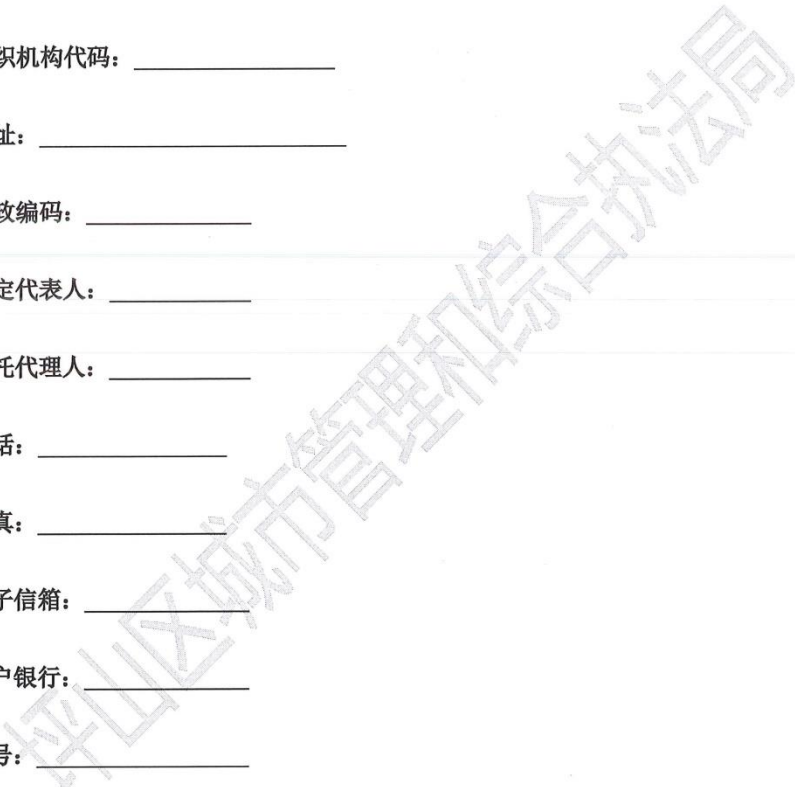 织机构代码：
址：
政编码：
定代表人：
托代理人：
话：
真：
子信箱：
户银行：
号：
坪山区城市管理和综合执法局